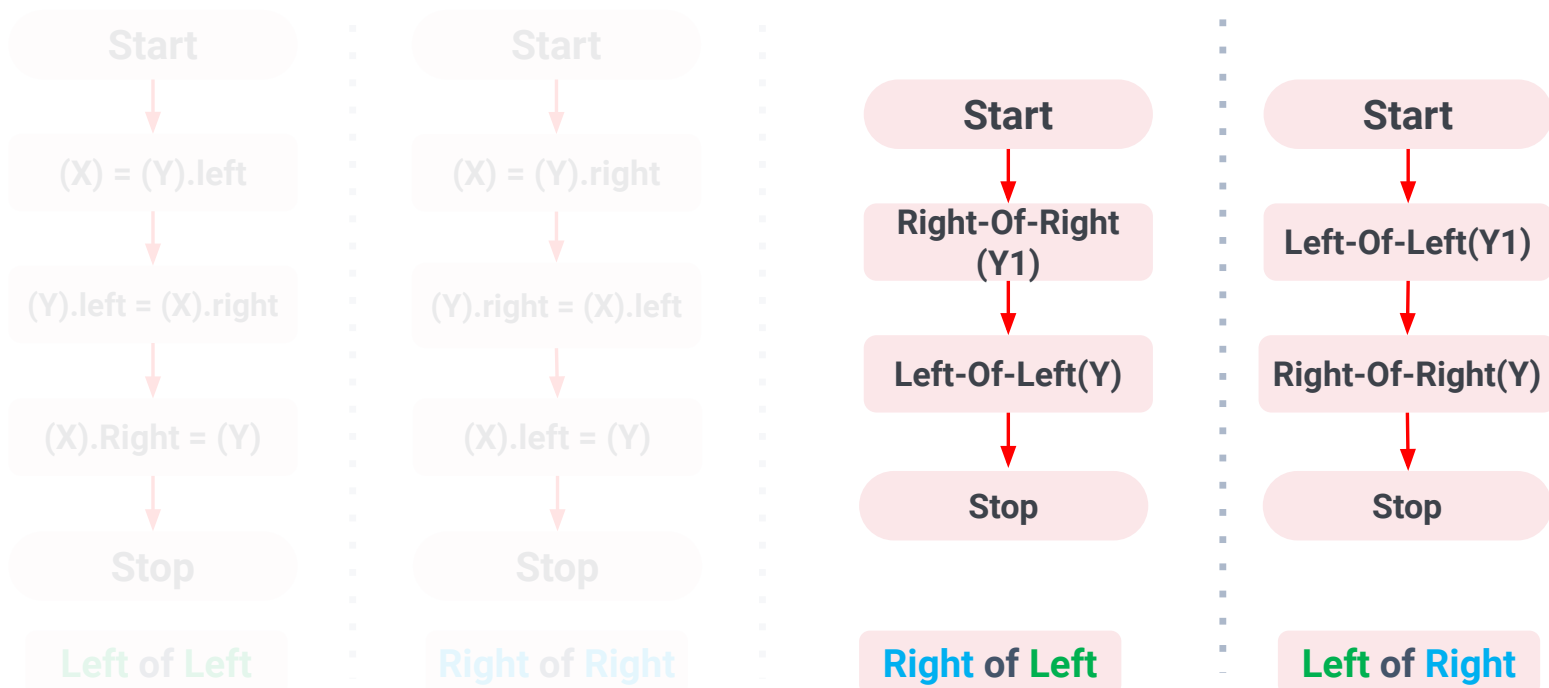 Start
(X) = (Y).left
(Y).left = (X).right
(X).Right = (Y)
Stop
Left of Left
Start
(X) = (Y).right
(Y).right = (X).left
(X).left = (Y)
Stop
Right of Right
Start
Right-Of-Right
(Y1)
Left-Of-Left(Y)
Stop
Right of Left
Start
Left-Of-Left(Y1)
Right-Of-Right(Y)
Stop
Left of Right